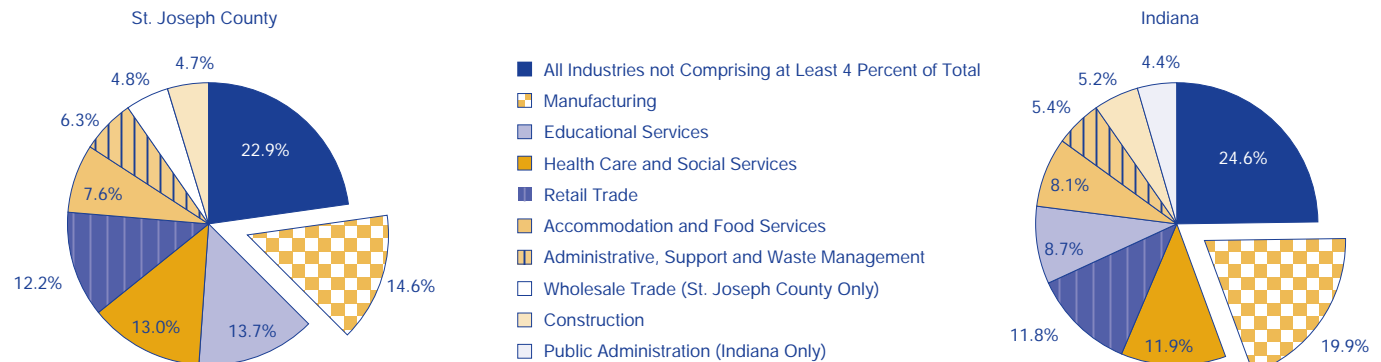 St. Joseph County
22.9%
14.6%
13.7%
13.0%
12.2%
7.6%
6.3%
4.8%
4.7%
All Industries not Comprising at Least 4 Percent of Total
Manufacturing
Educational Services
Health Care and Social Services
Retail Trade
Accommodation and Food Services
Administrative, Support and Waste Management
Wholesale Trade (St. Joseph County Only)
Construction
Public Administration (Indiana Only)
Indiana
24.6%
19.9%
11.9%
11.8%
8.7%
8.1%
5.4%
5.2%
4.4%